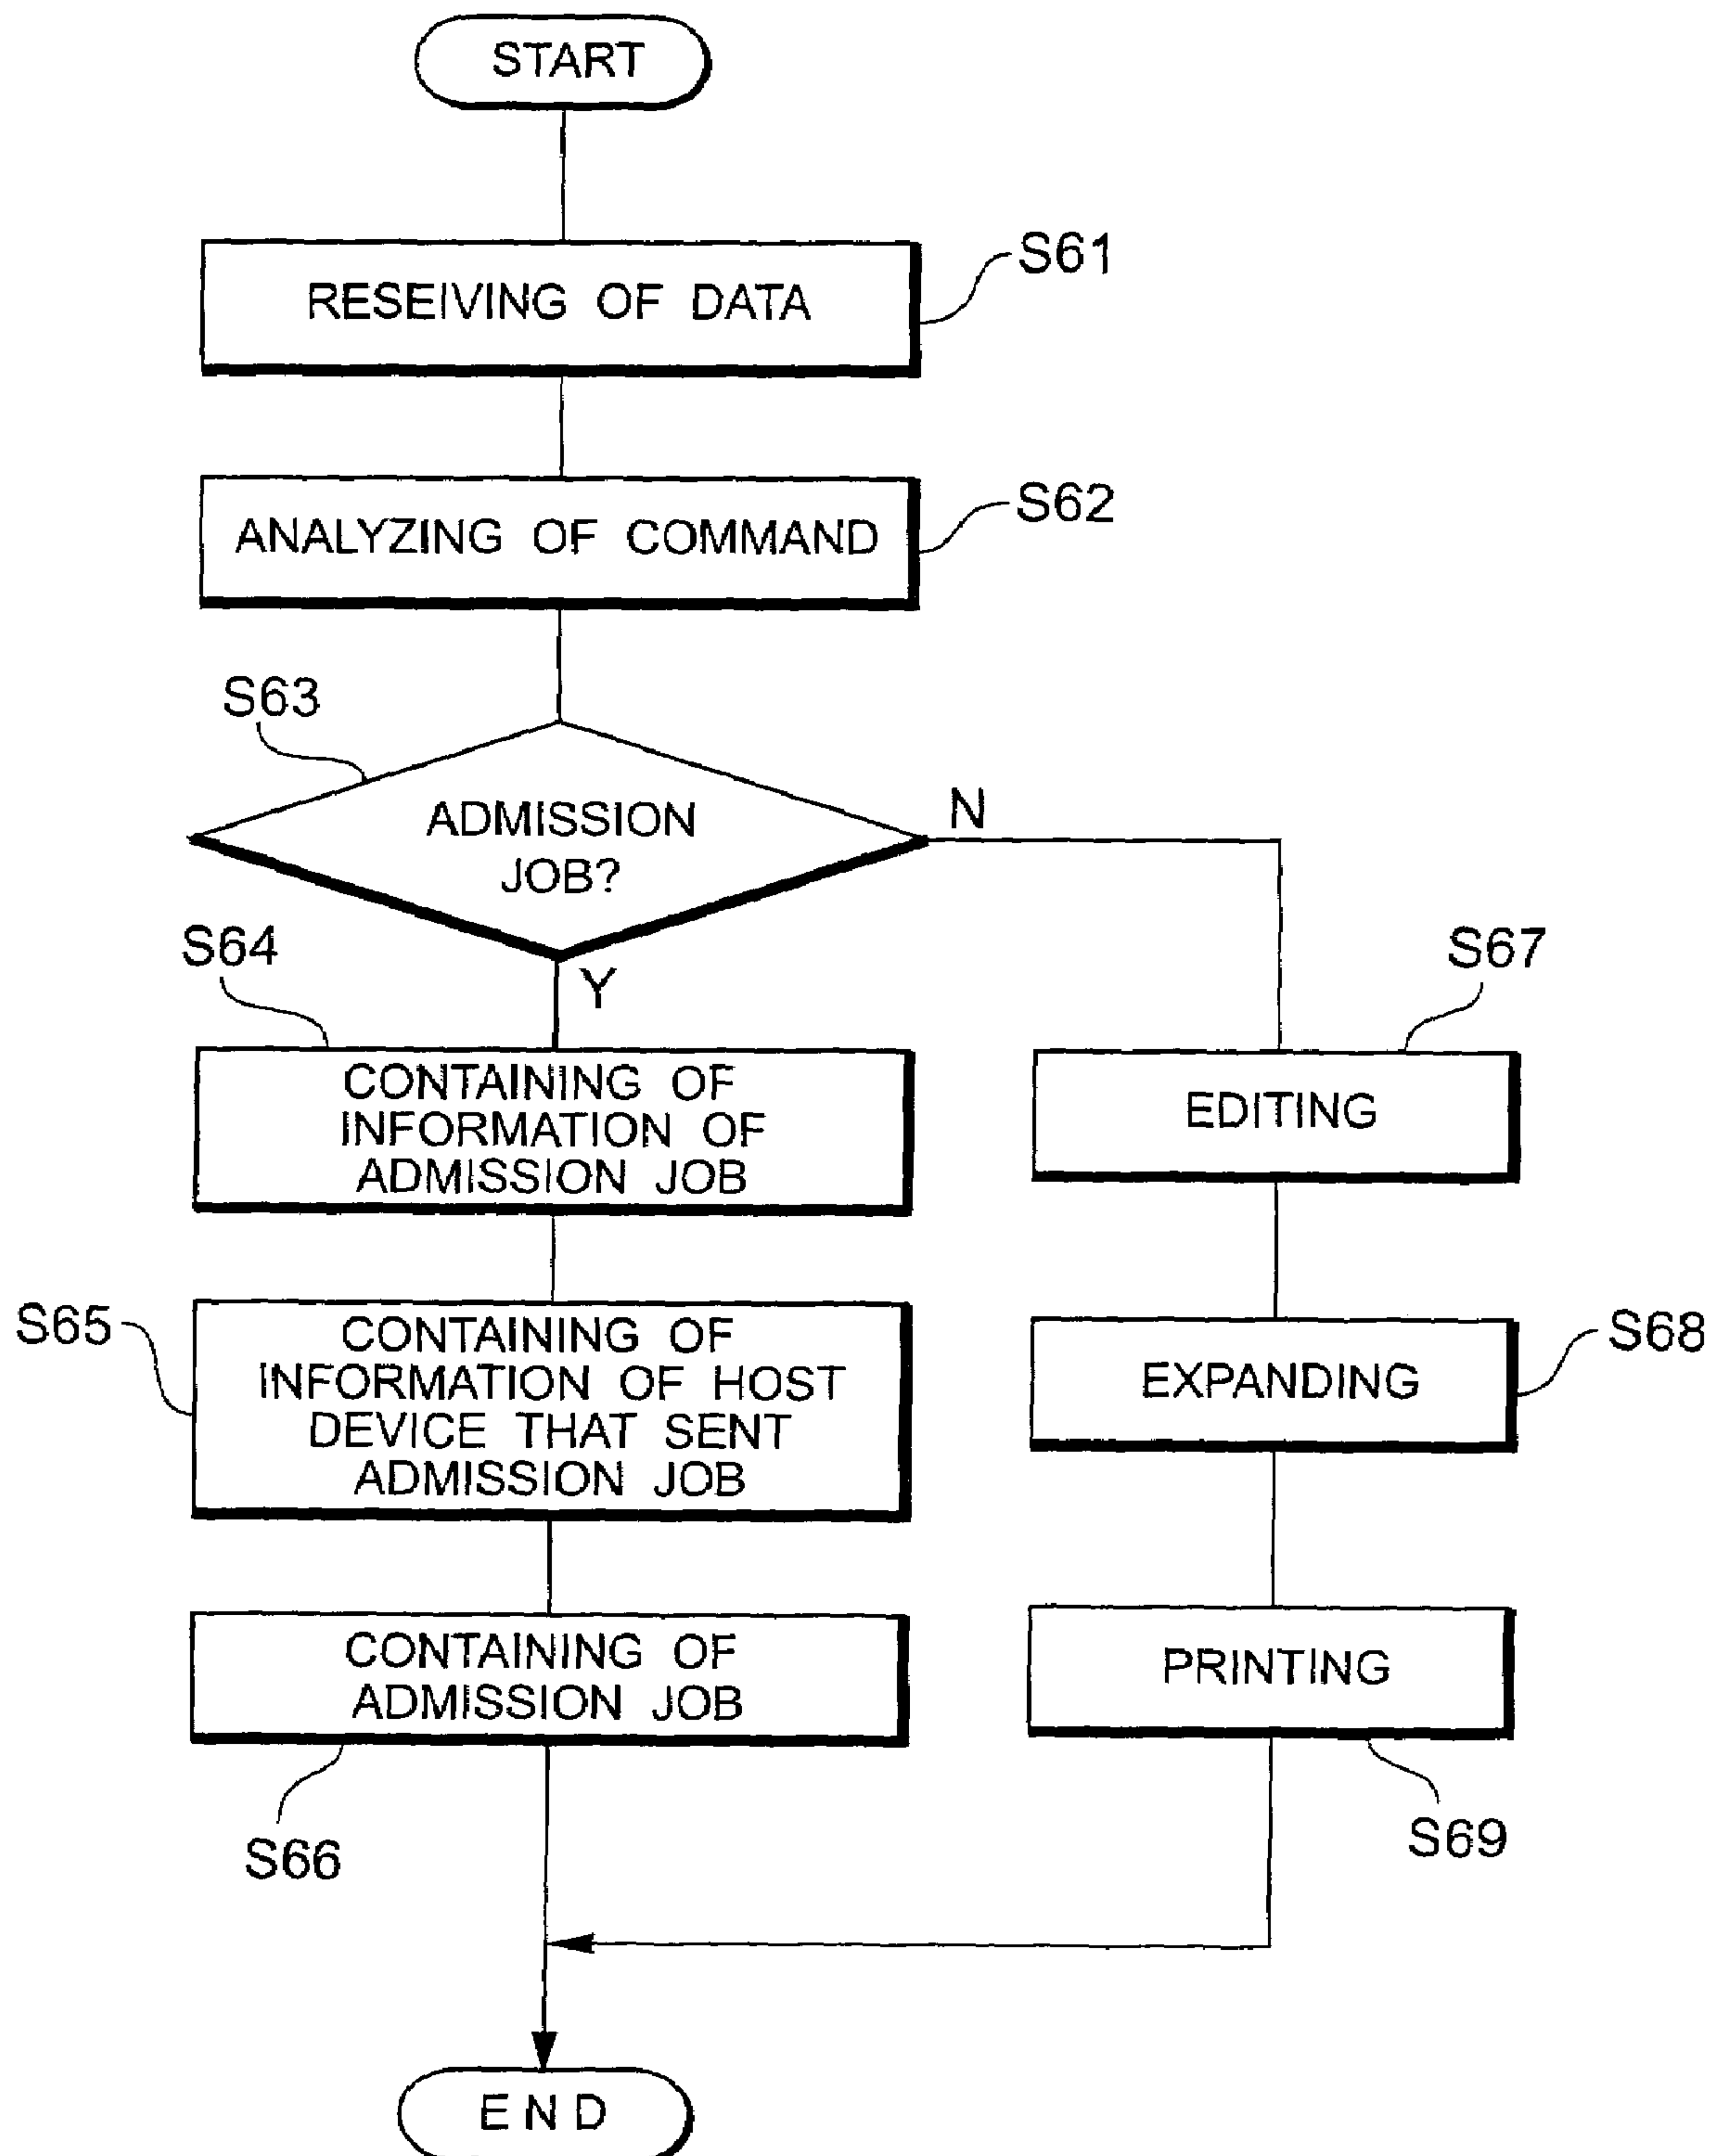 START
RESEIVING OF DATA
S61
ANALYZING OF COMMAND
S62
S63
ADMISSION
JOB?
N
Y
S64
CONTAINING OF
INFORMATION OF
ADMISSION JOB
S65
CONTAINING OF
INFORMATION OF HOST
DEVICE THAT SENT
ADMISSION JOB
CONTAINING OF
ADMISSION JOB
S66
S67
EDITING
EXPANDING
S68
PRINTING
S69
END